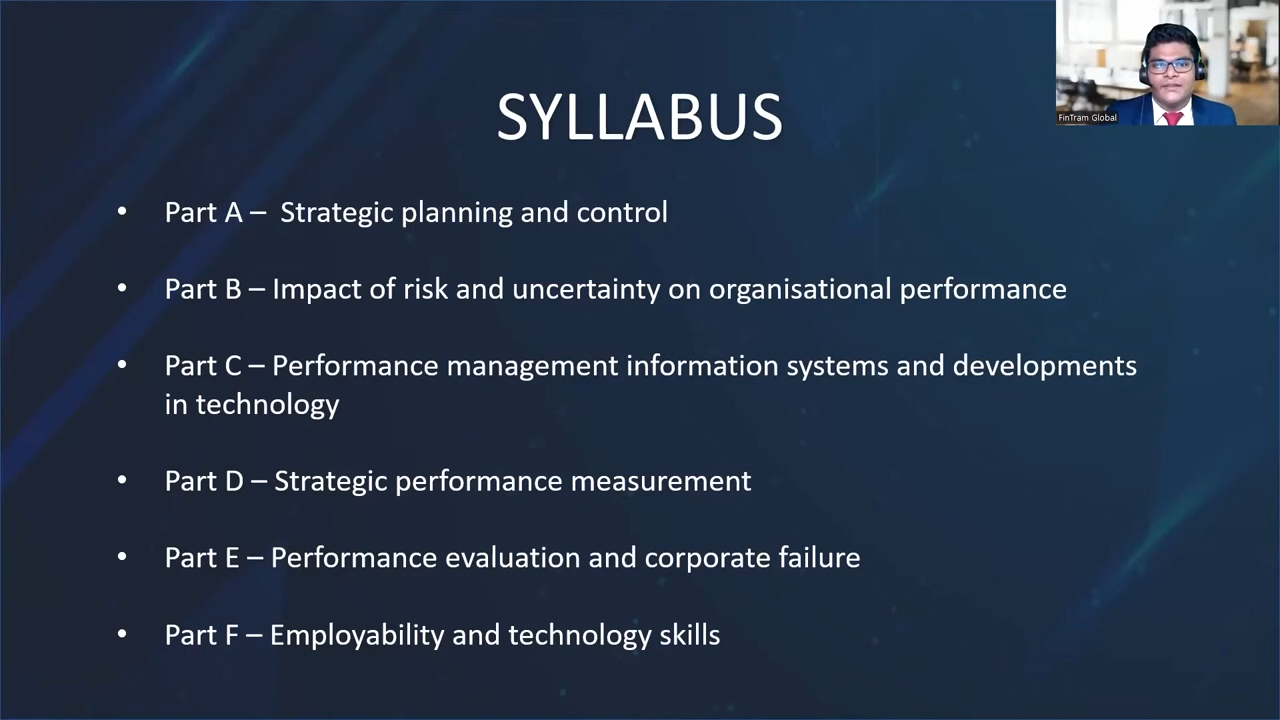 SYLLABUS
FinTram Global
• Part A – Strategic planning and control
• Part B – Impact of risk and uncertainty on organisational performance
• Part C – Performance management information systems and developments
in technology
• Part D – Strategic performance measurement
• Part E – Performance evaluation and corporate failure
• Part F – Employability and technology skills